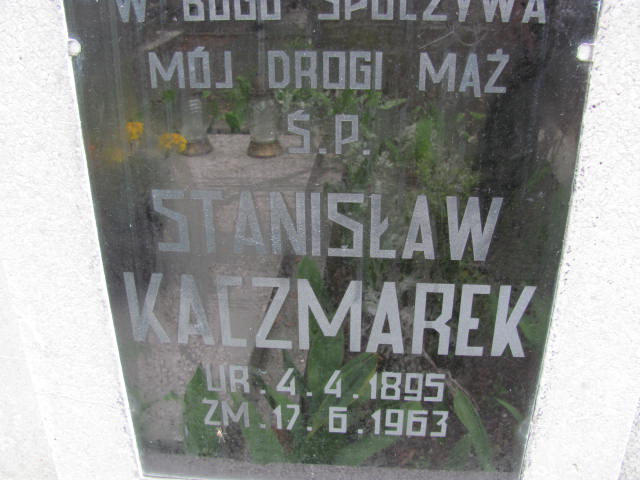 W BOGU SPOCZYWA
MÓJ DROGI MĄŻ
Ś.P.
STANISŁAW
KACZMAREK
UR. 4. 4. 1895
ZM. 17. 6. 1963